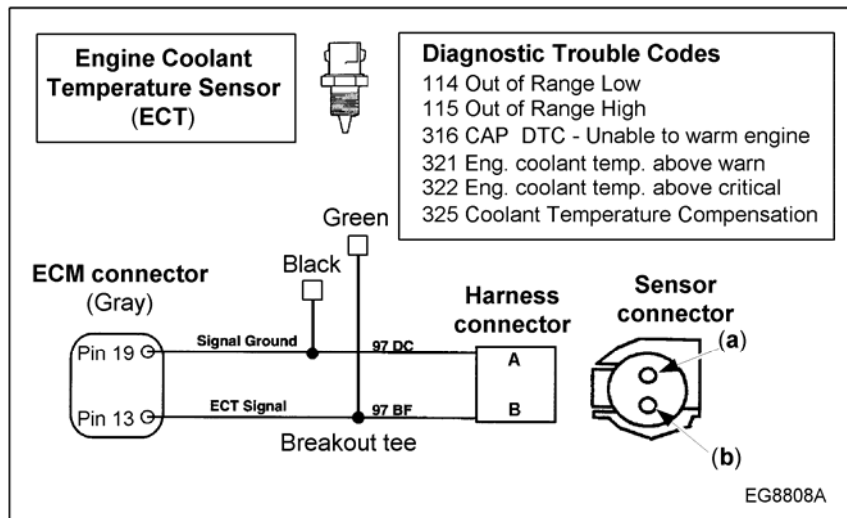 Engine Coolant
Temperature Sensor
(ECT)
Diagnostic Trouble Codes
114 Out of Range Low
115 Out of Range High
316 CAP DTC - Unable to warm engine
321 Eng. coolant temp. above warn
322 Eng. coolant temp. above critical
325 Coolant Temperature Compensation
Green
Black
ECM connector
(Gray)
Harness
connector
Sensor
connector
(a)
Pin 19
Signal Ground
97 DC
A
Pin 13
ECT Signal
97 BF
B
Breakout tee
(b)
EG8808A